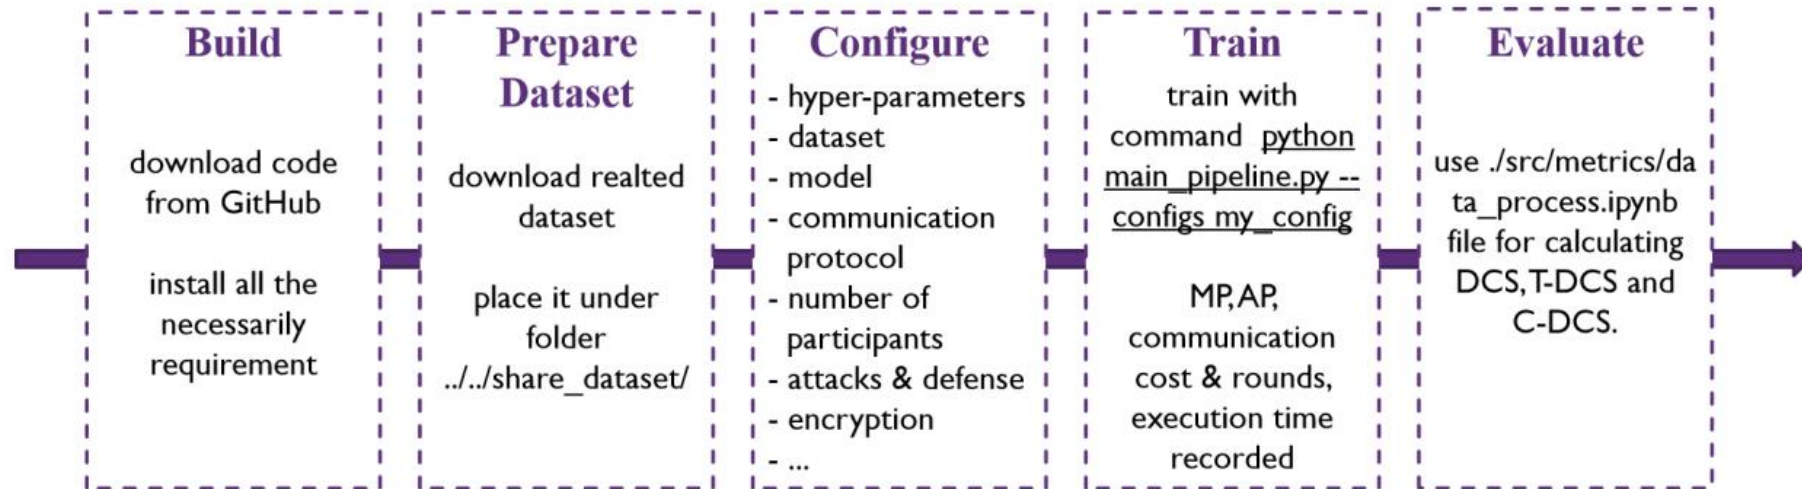 Build
download code
from GitHub
install all the
necessarily
requirement
Prepare
Dataset
download realted
dataset
place it under
folder
../../share_dataset/
Configure
- hyper-parameters
- dataset
- model
- communication
protocol
- number of
participants
- attacks & defense
- encryption
- ...
Train
train with
command python
main_pipeline.py --
configs my_config
MP, AP,
communication
cost & rounds,
execution time
recorded
Evaluate
use ./src/metrics/da
ta_process.ipynb
file for calculating
DCS, T-DCS and
C-DCS.